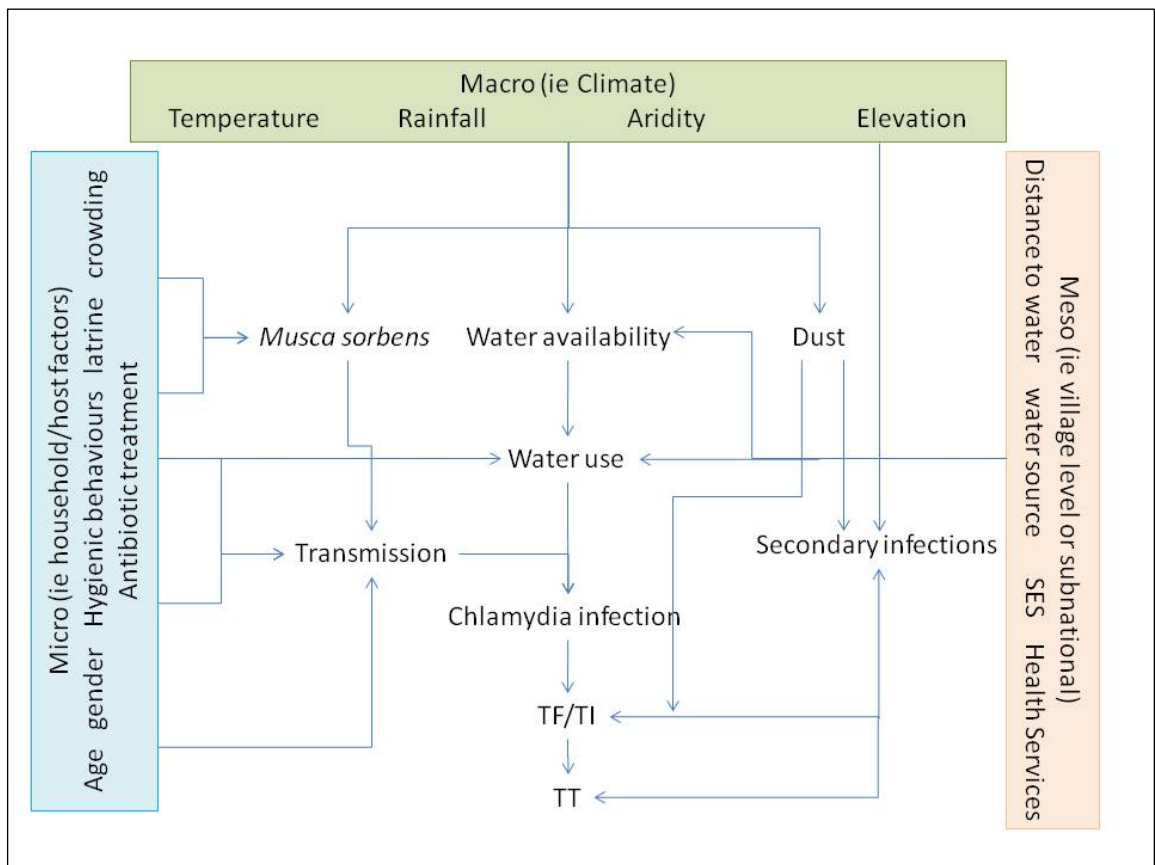 Macro (ie Climate)
Temperature Rainfall Aridity Elevation
Micro (ie household/host factors)
Age gender Hygienic behaviours latrine crowding
Antibiotic treatment
Meso (ie village level or subnational)
Distance to water water source SES Health Services
Musca sorbens Water availability Dust
Water use
Transmission Secondary infections
Chlamydia infection
TF/TI
TT